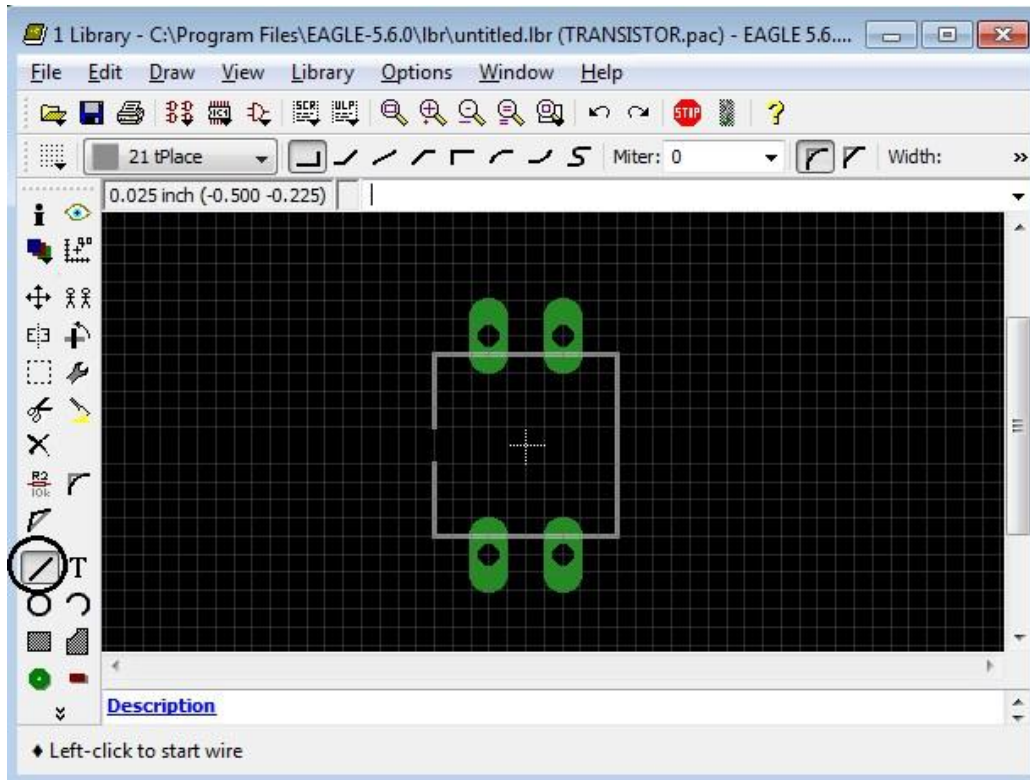 1 Library - C:\Program Files\EAGLE-5.6.0\lbr\untitled.lbr (TRANSISTOR.pac) - EAGLE 5.6....
File Edit Draw View Library Options Window Help
SCR ULP STOP ?
21 tPlace Miter: 0 Width: »
0.025 inch (-0.500 -0.225)
i
R2
10k
T
Description
Left-click to start wire